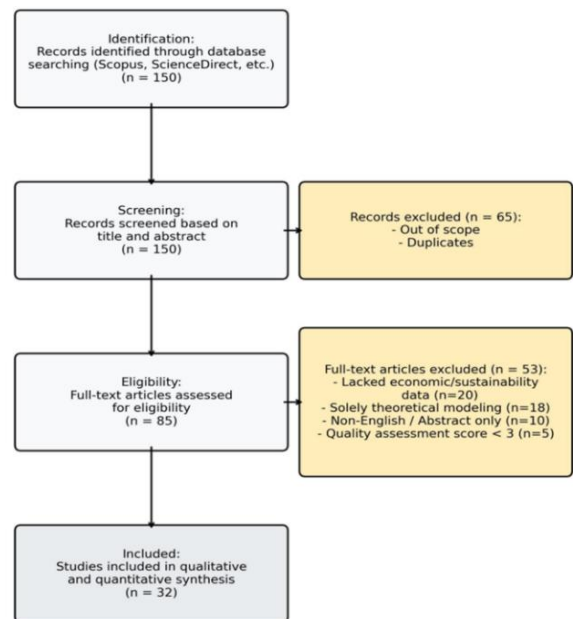 Identification:
Records identified through database
searching (Scopus, ScienceDirect, etc.)
(n = 150)
Screening:
Records screened based on
title and abstract
(n = 150)
Records excluded (n = 65):
- Out of scope
- Duplicates
Eligibility:
Full-text articles assessed
for eligibility
(n = 85)
Full-text articles excluded (n = 53):
- Lacked economic/sustainability
data (n=20)
- Solely theoretical modeling (n=18)
- Non-English / Abstract only (n=10)
- Quality assessment score < 3 (n=5)
Included:
Studies included in qualitative
and quantitative synthesis
(n = 32)